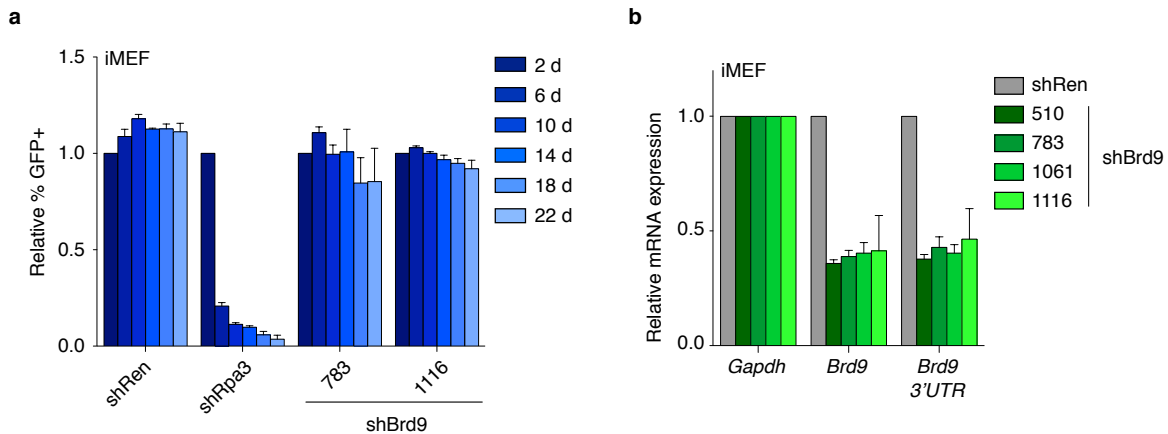 a
iMEF
Relative % GFP+
1.5
1.0
0.5
0.0
shRen
shRpa3
783
1116
shBrd9
2 d
6 d
10 d
14 d
18 d
22 d
b
iMEF
Relative mRNA expression
1.0
0.5
0.0
Gapdh
Brd9
Brd9
3’UTR
shRen
510
783
1061
1116
shBrd9